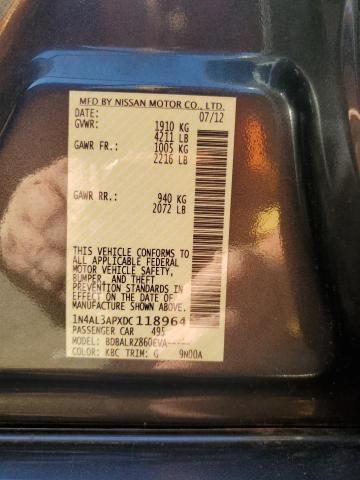 MFD BY NISSAN MOTOR CO., LTD.
DATE: 07/12
GVWR: 1910 KG
4211 LB
GAWR FR.: 1005 KG
2216 LB
GAWR RR.: 940 KG
2072 LB
THIS VEHICLE CONFORMS TO
ALL APPLICABLE FEDERAL
MOTOR VEHICLE SAFETY,
BUMPER, AND THEFT
PREVENTION STANDARDS IN
EFFECT ON THE DATE OF
MANUFACTURE SHOWN ABOVE.
1N4AL3APXDC118964
PASSENGER CAR 495
MODEL: BDBALRZ860EVA-----
COLOR: KBC TRIM: G 9N00A